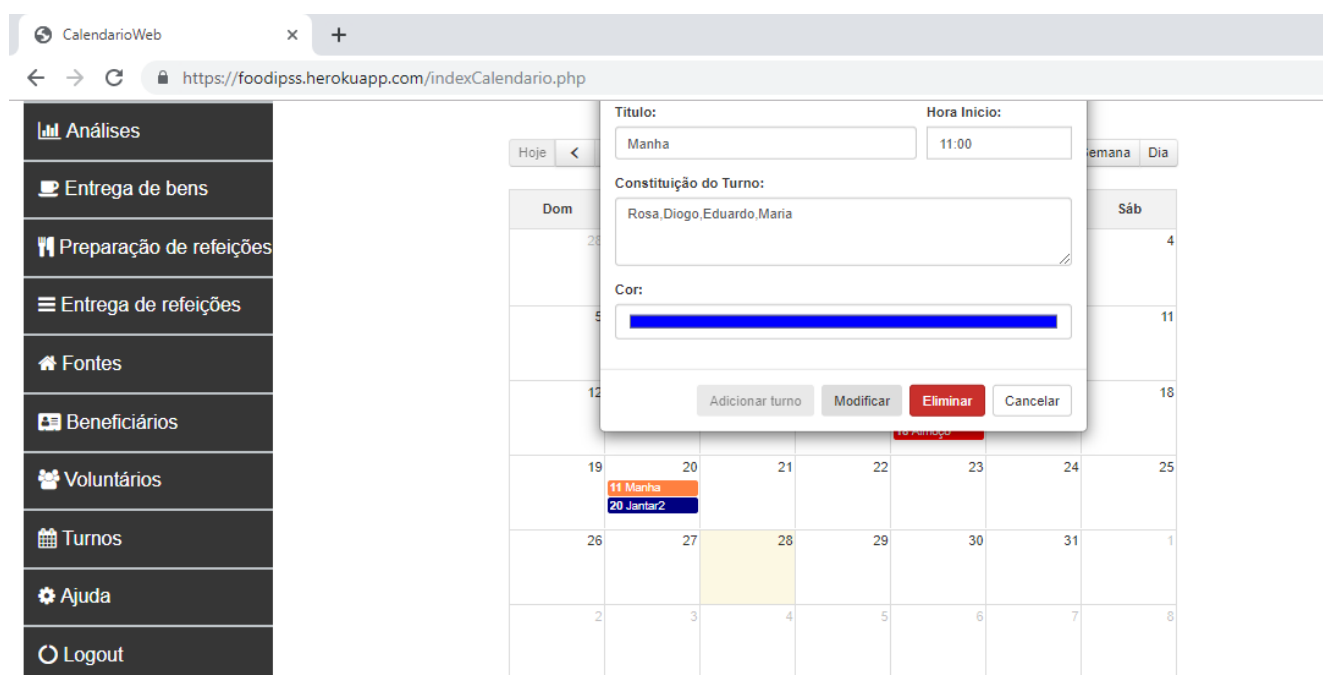 CalendarioWeb
https://foodipss.herokuapp.com/indexCalendario.php
Análises
Entrega de bens
Preparação de refeições
Entrega de refeições
Fontes
Beneficiários
Voluntários
Turnos
Ajuda
Logout
Titulo: Hora Inicio:
Manha 11:00
Constituição do Turno:
Rosa,Diogo,Eduardo,Maria
Cor:
Adicionar turno Modificar Eliminar Cancelar
Hoje emana Dia
Dom Sáb
28 4
5 11
12 18
19 20 21 22 23 24 25
11 Manha
20 Jantar2
26 27 28 29 30 31 1
2 3 4 5 6 7 8